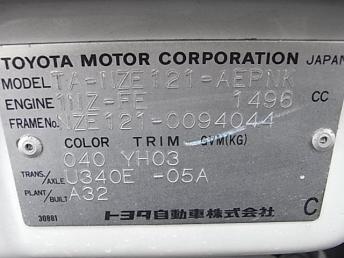 TOYOTA MOTOR CORPORATION JAPAN
MODEL TA-NZE121-AEPNK
ENGINE 1NZ-FE 1496 CC
FRAME No. NZE121-0094044
COLOR TRIM GVM(KG)
040 YH03
TRANS./AXLE U340E -05A
PLANT/BUILT A32
30881 トヨタ自動車株式会社 C